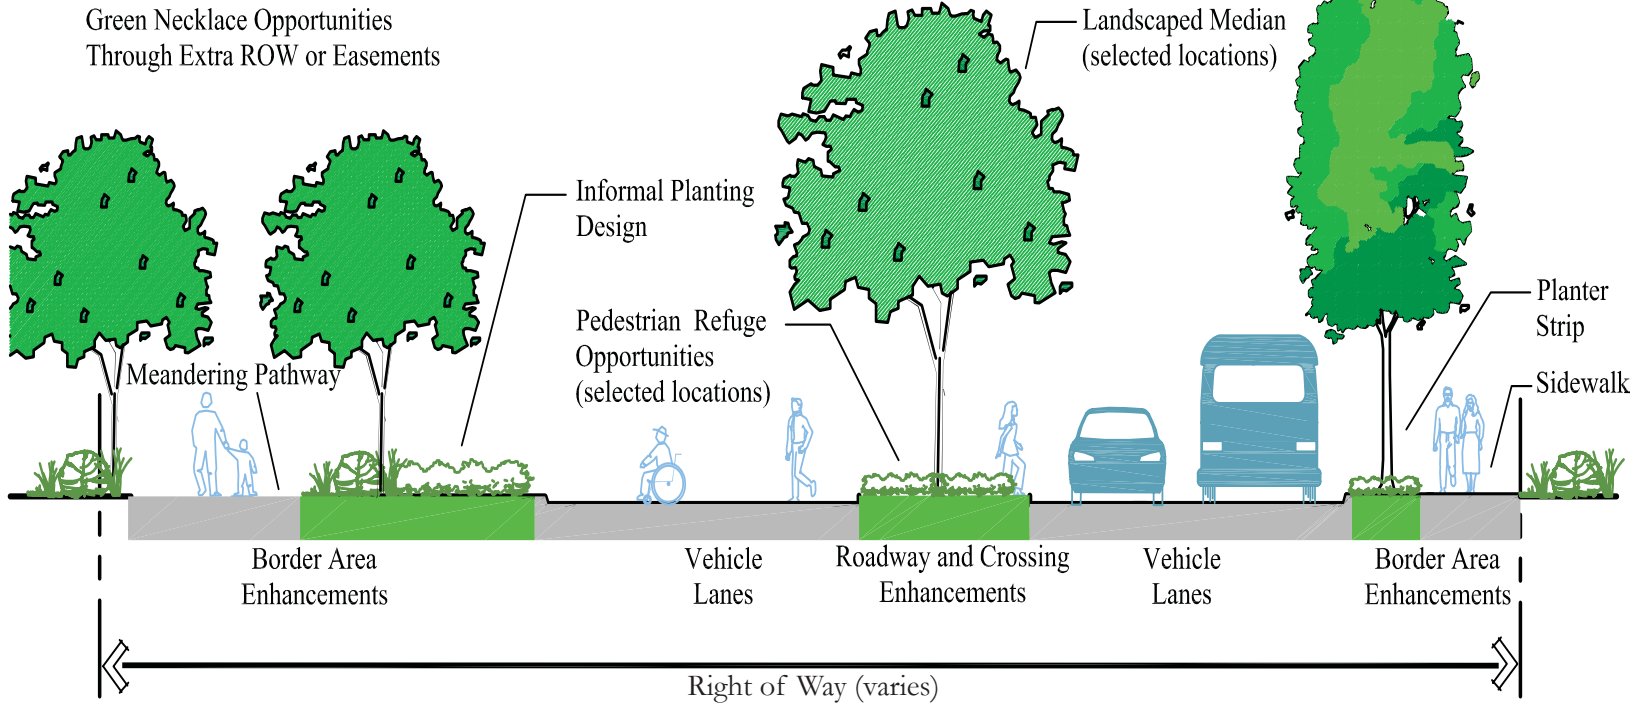 Green Necklace Opportunities
Through Extra ROW or Easements
Landscaped Median
(selected locations)
Informal Planting
Design
Planter
Strip
Pedestrian Refuge
Opportunities
(selected locations)
Meandering Pathway
Sidewalk
Border Area
Enhancements
Vehicle
Lanes
Roadway and Crossing
Enhancements
Vehicle
Lanes
Border Area
Enhancements
Right of Way (varies)